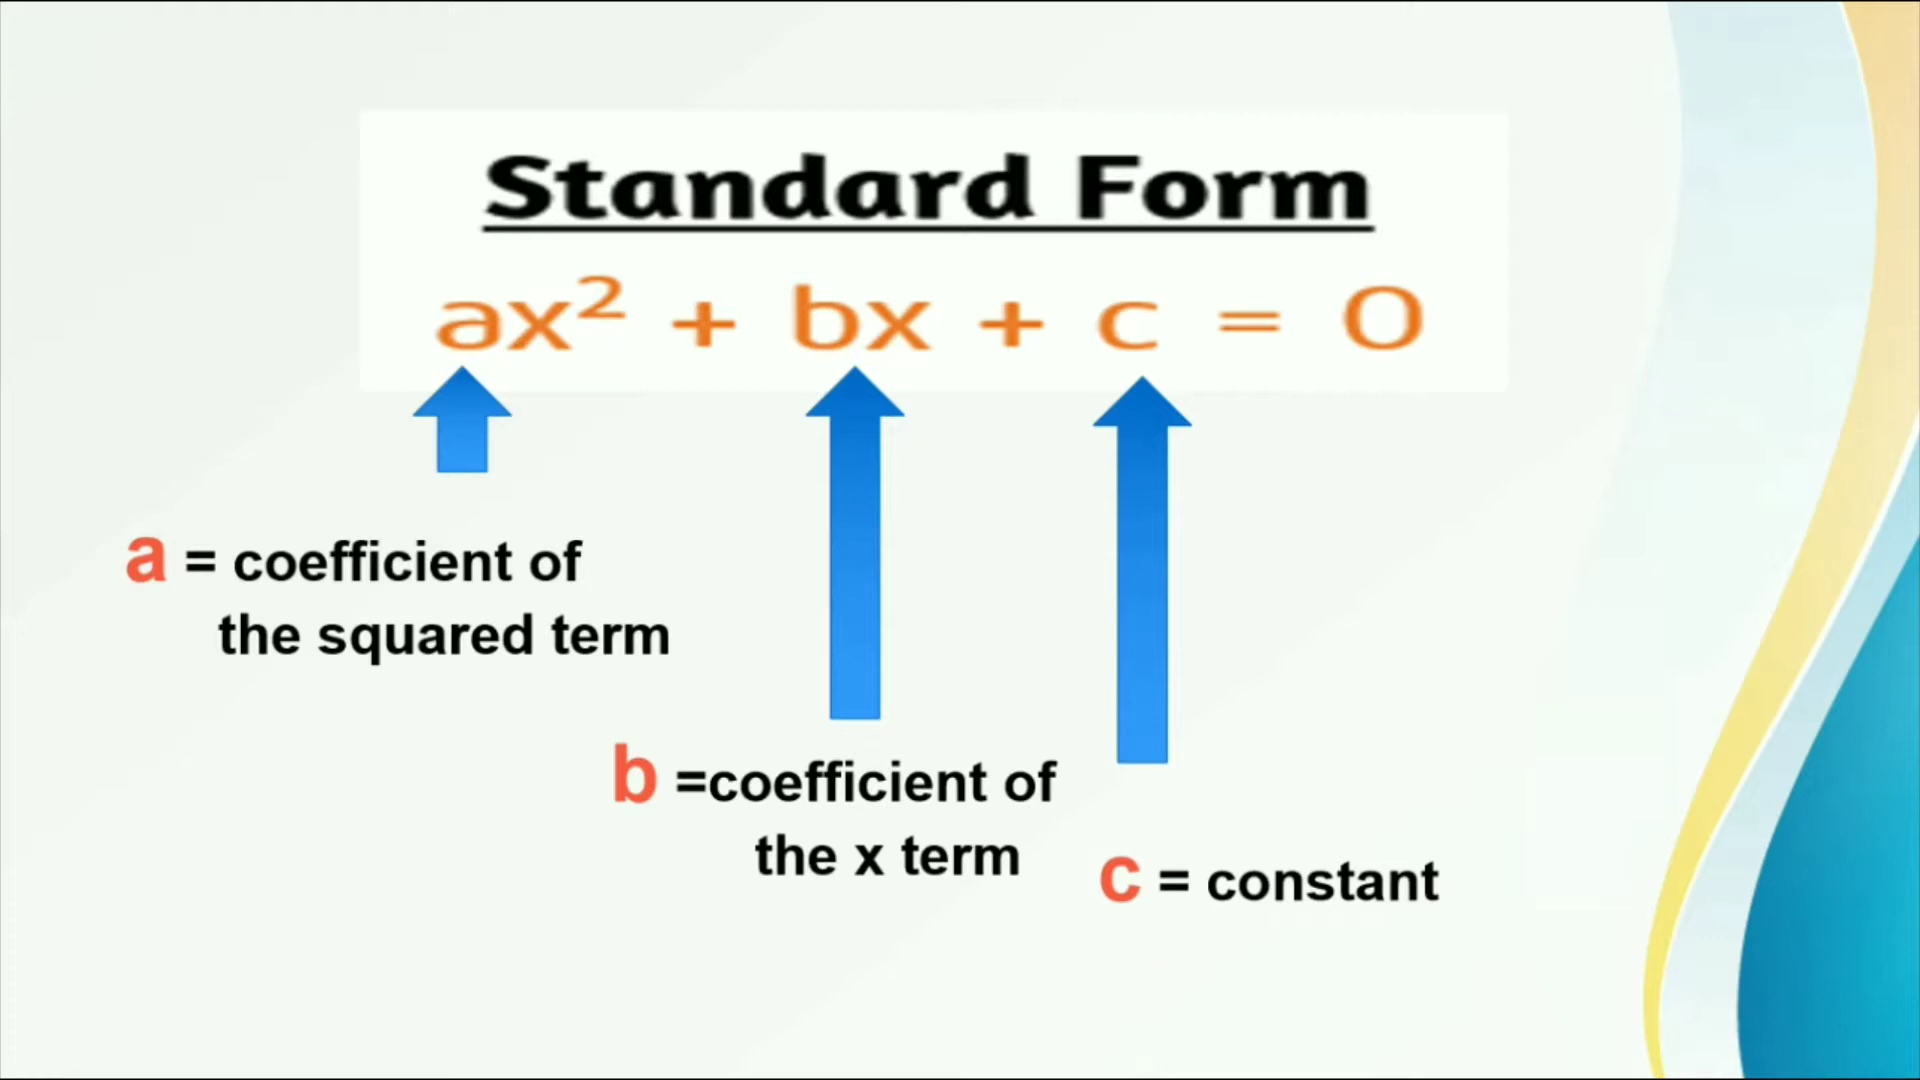 Standard Form
ax² + bx + c = 0
a = coefficient of
the squared term
b =coefficient of
the x term
c = constant